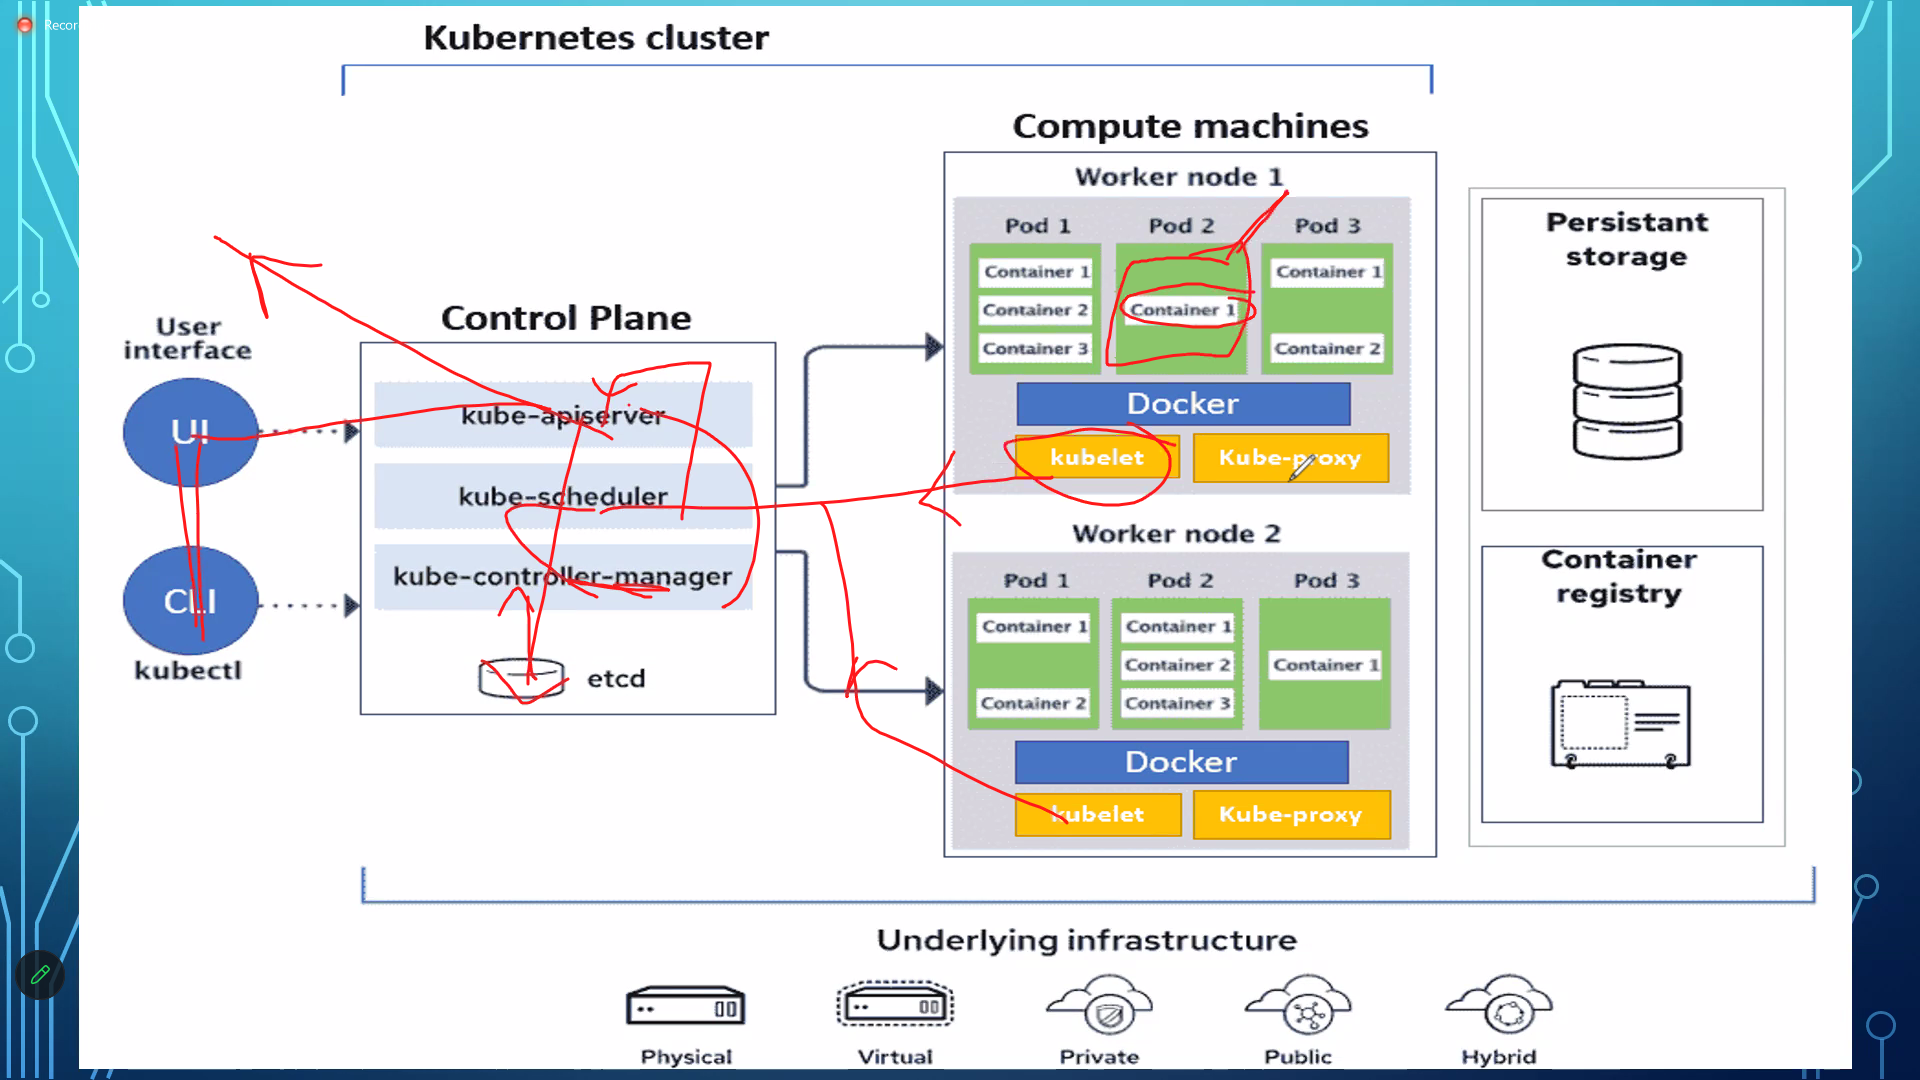 Recor
Kubernetes cluster
Compute machines
Worker node 1
Pod 1
Pod 2
Pod 3
Container 1
Container 2
Container 3
Container 1
Container 1
Container 2
Docker
kubelet
Kube-proxy
Worker node 2
Pod 1
Pod 2
Pod 3
Container 1
Container 2
Container 1
Container 2
Container 3
Container 1
Docker
kubelet
Kube-proxy
User
interface
UI
CLI
kubectl
Control Plane
kube-apiserver
kube-scheduler
kube-controller-manager
etcd
Persistant
storage
Container
registry
Underlying infrastructure
Physical
Virtual
Private
Public
Hybrid